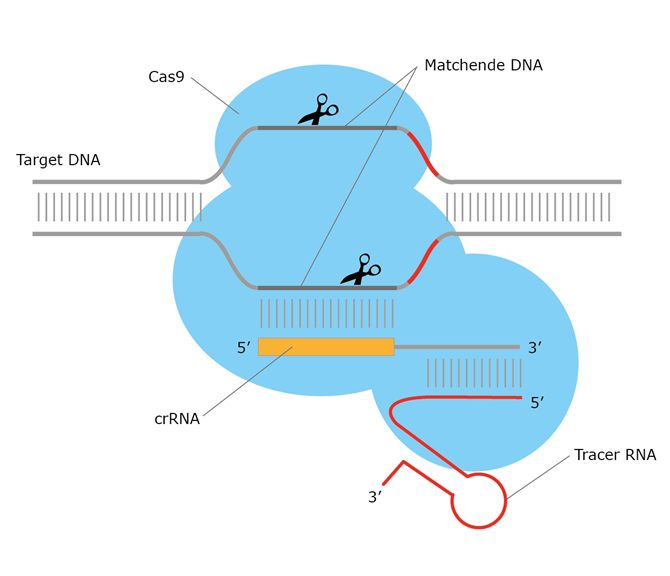 Matchende DNA
Cas9
Target DNA
5′
3′
5′
crRNA
Tracer RNA
3′